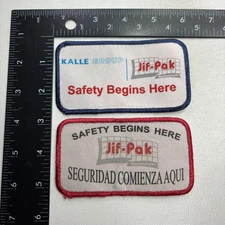 KALLE GROUP Jif-Pak
Safety Begins Here
SAFETY BEGINS HERE
Jif-Pak
SEGURIDAD COMIENZA AQUI